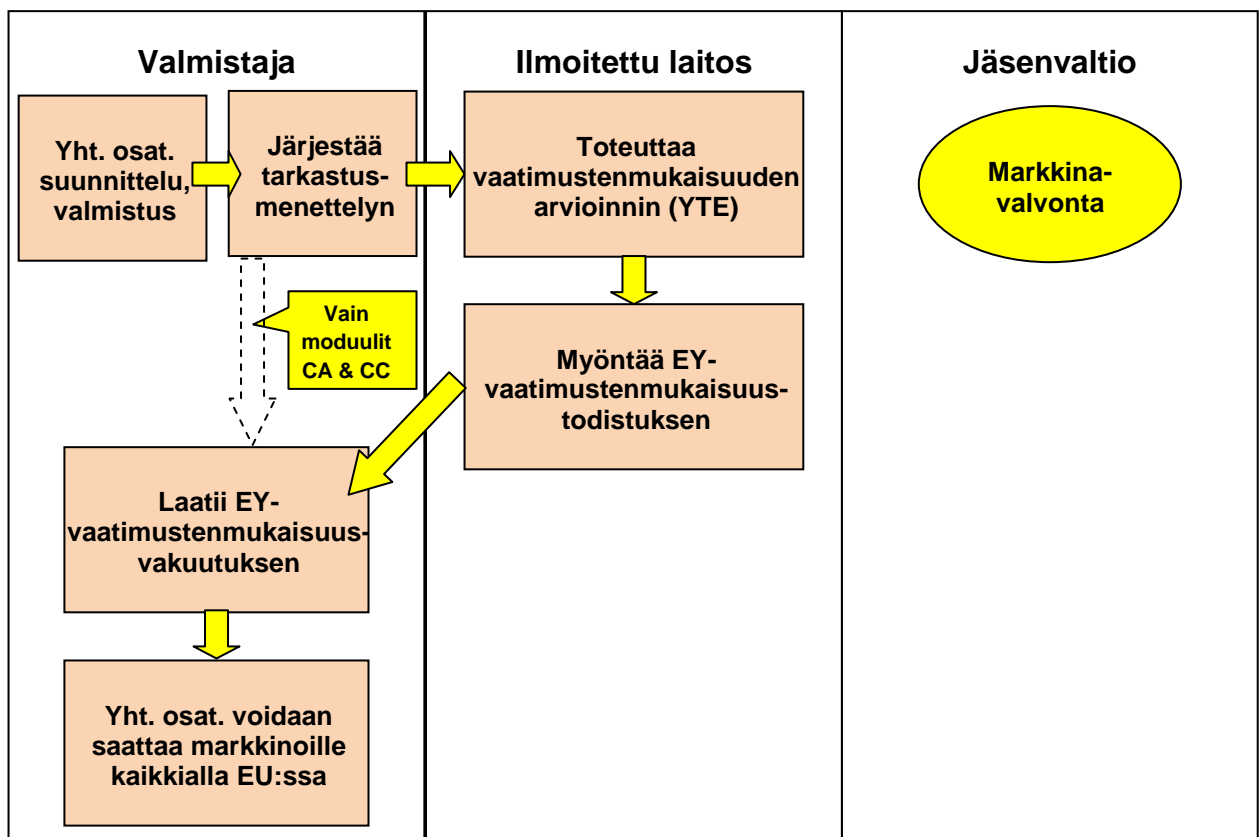 Valmistaja
Yht. osat.
suunnittelu,
valmistus
Järjestää
tarkastus-
menettelyn
Vain
moduulit
CA & CC
Laatii EY-
vaatimustenmukaisuus-
vakuutuksen
Yht. osat. voidaan
saattaa markkinoille
kaikkialla EU:ssa
Ilmoitettu laitos
Toteuttaa
vaatimustenmukaisuuden
arvioinnin (YTE)
Myöntää EY-
vaatimustenmukaisuus-
todistuksen
Jäsenvaltio
Markkina-
valvonta